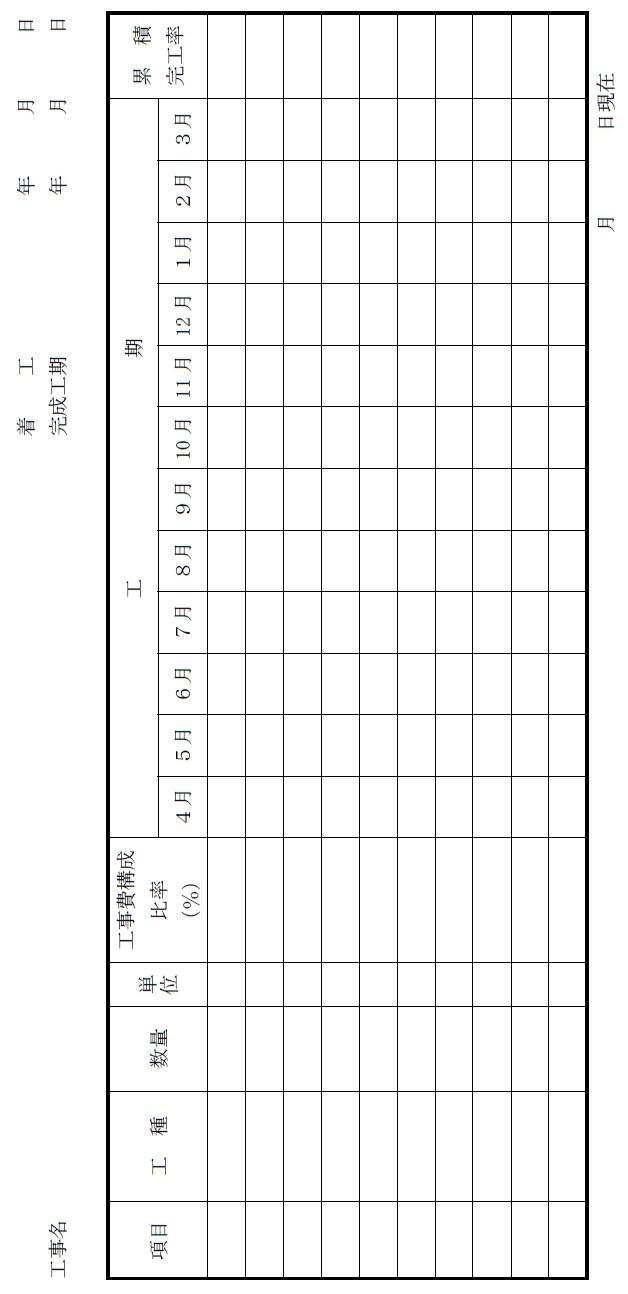 着　　工　　　　　　　年　　月　　日
工事名　　　　　　　完成工期　　　　　　　年　　月　　日
項目　工　種　数量　単位　工事費構成比率(%)　工　　　期　累　積完工率
4月　5月　6月　7月　8月　9月　10月　11月　12月　1月　2月　3月
月　　日現在